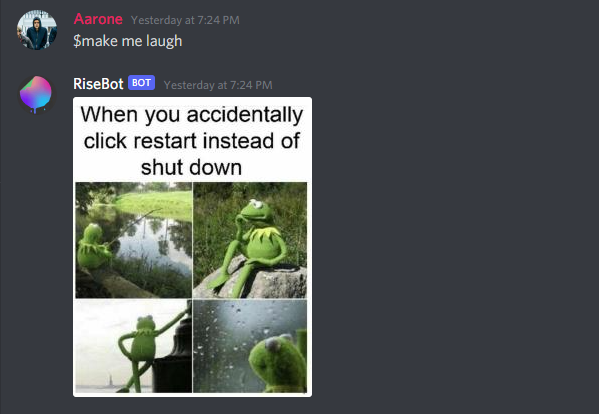 Aarone Yesterday at 7:24 PM
$make me laugh
RiseBot BOT Yesterday at 7:24 PM
When you accidentally
click restart instead of
shut down